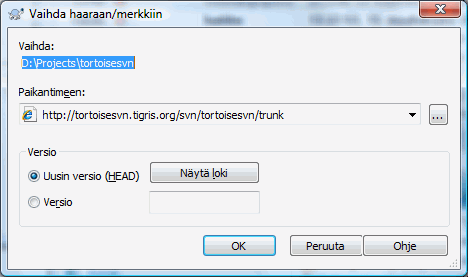 Vaihda haaraan/merkkiin
Vaihda:
D:\Projects\tortoisesvn
Paikantimeen:
http://tortoisesvn.tigris.org/svn/tortoisesvn/trunk
...
Versio
Uusin versio (HEAD)
Näytä loki
Versio
OK
Peruuta
Ohje